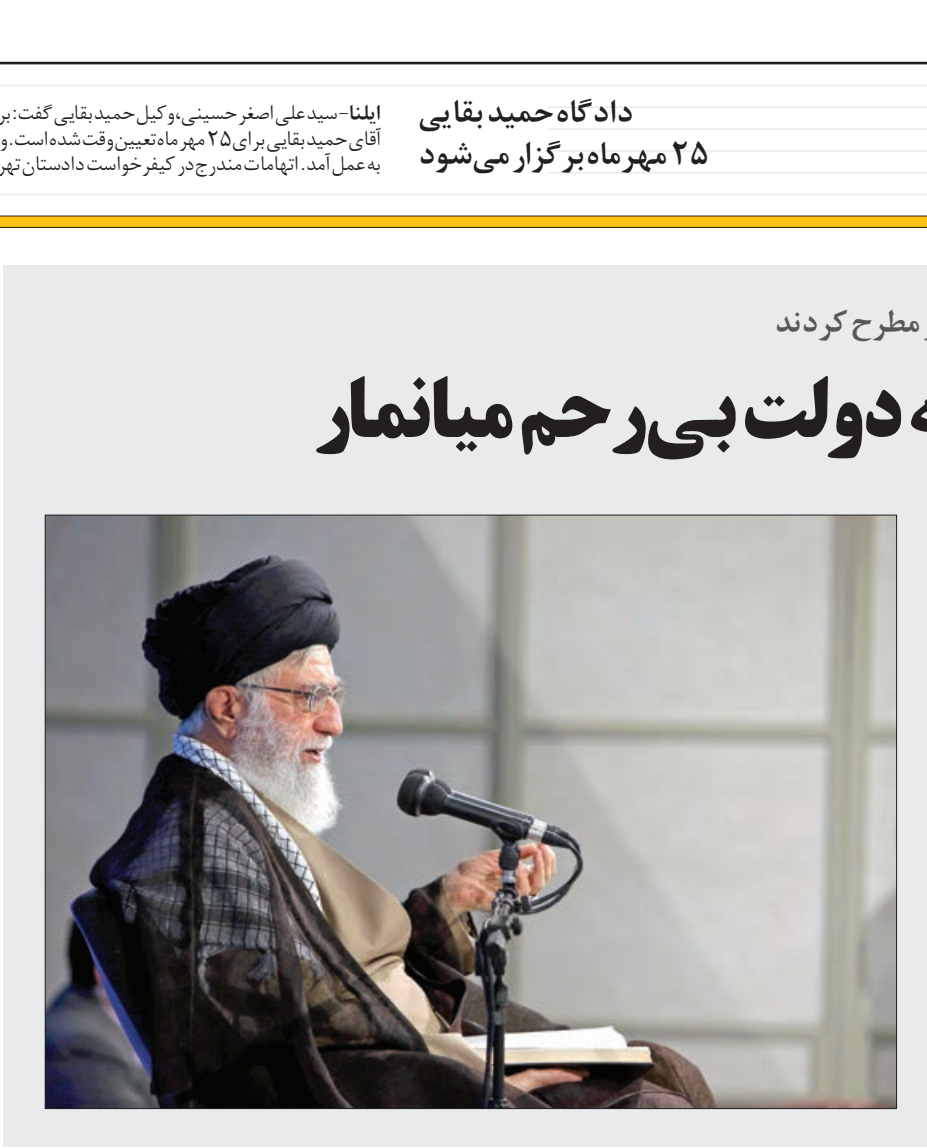 دادگاه حمید بقایی
۲۵ مهرماه برگزار می‌شود
ایلنا- سیدعلی اصغر حسینی، وکیل حمید بقایی گفت:
آقای حمید بقایی برای ۲۵ مهر ماه تعیین وقت شده است. و
به عمل آمد. اتهامات مندرج در کیفرخواست دادستان
مطرح کردند
دولت بی‌رحم میانمار